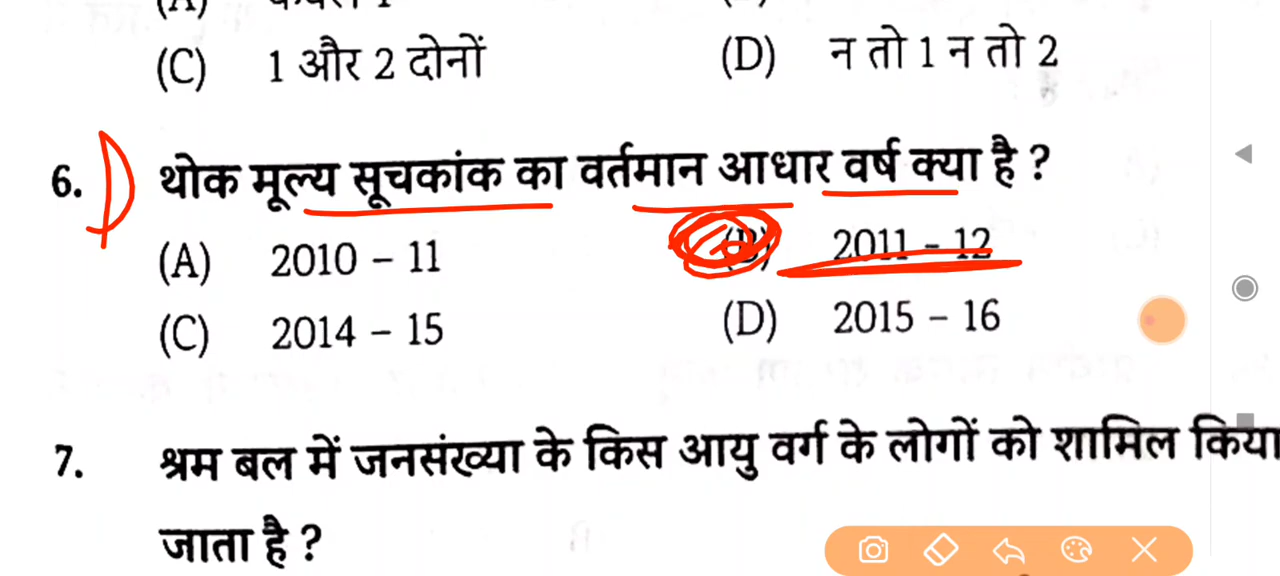 (C) 1 और 2 दोनों (D) न तो 1 न तो 2
6. थोक मूल्य सूचकांक का वर्तमान आधार वर्ष क्या है ?
(A) 2010 – 11 (B) 2011 – 12
(C) 2014 – 15 (D) 2015 – 16
7. श्रम बल में जनसंख्या के किस आयु वर्ग के लोगों को शामिल किया
जाता है ?